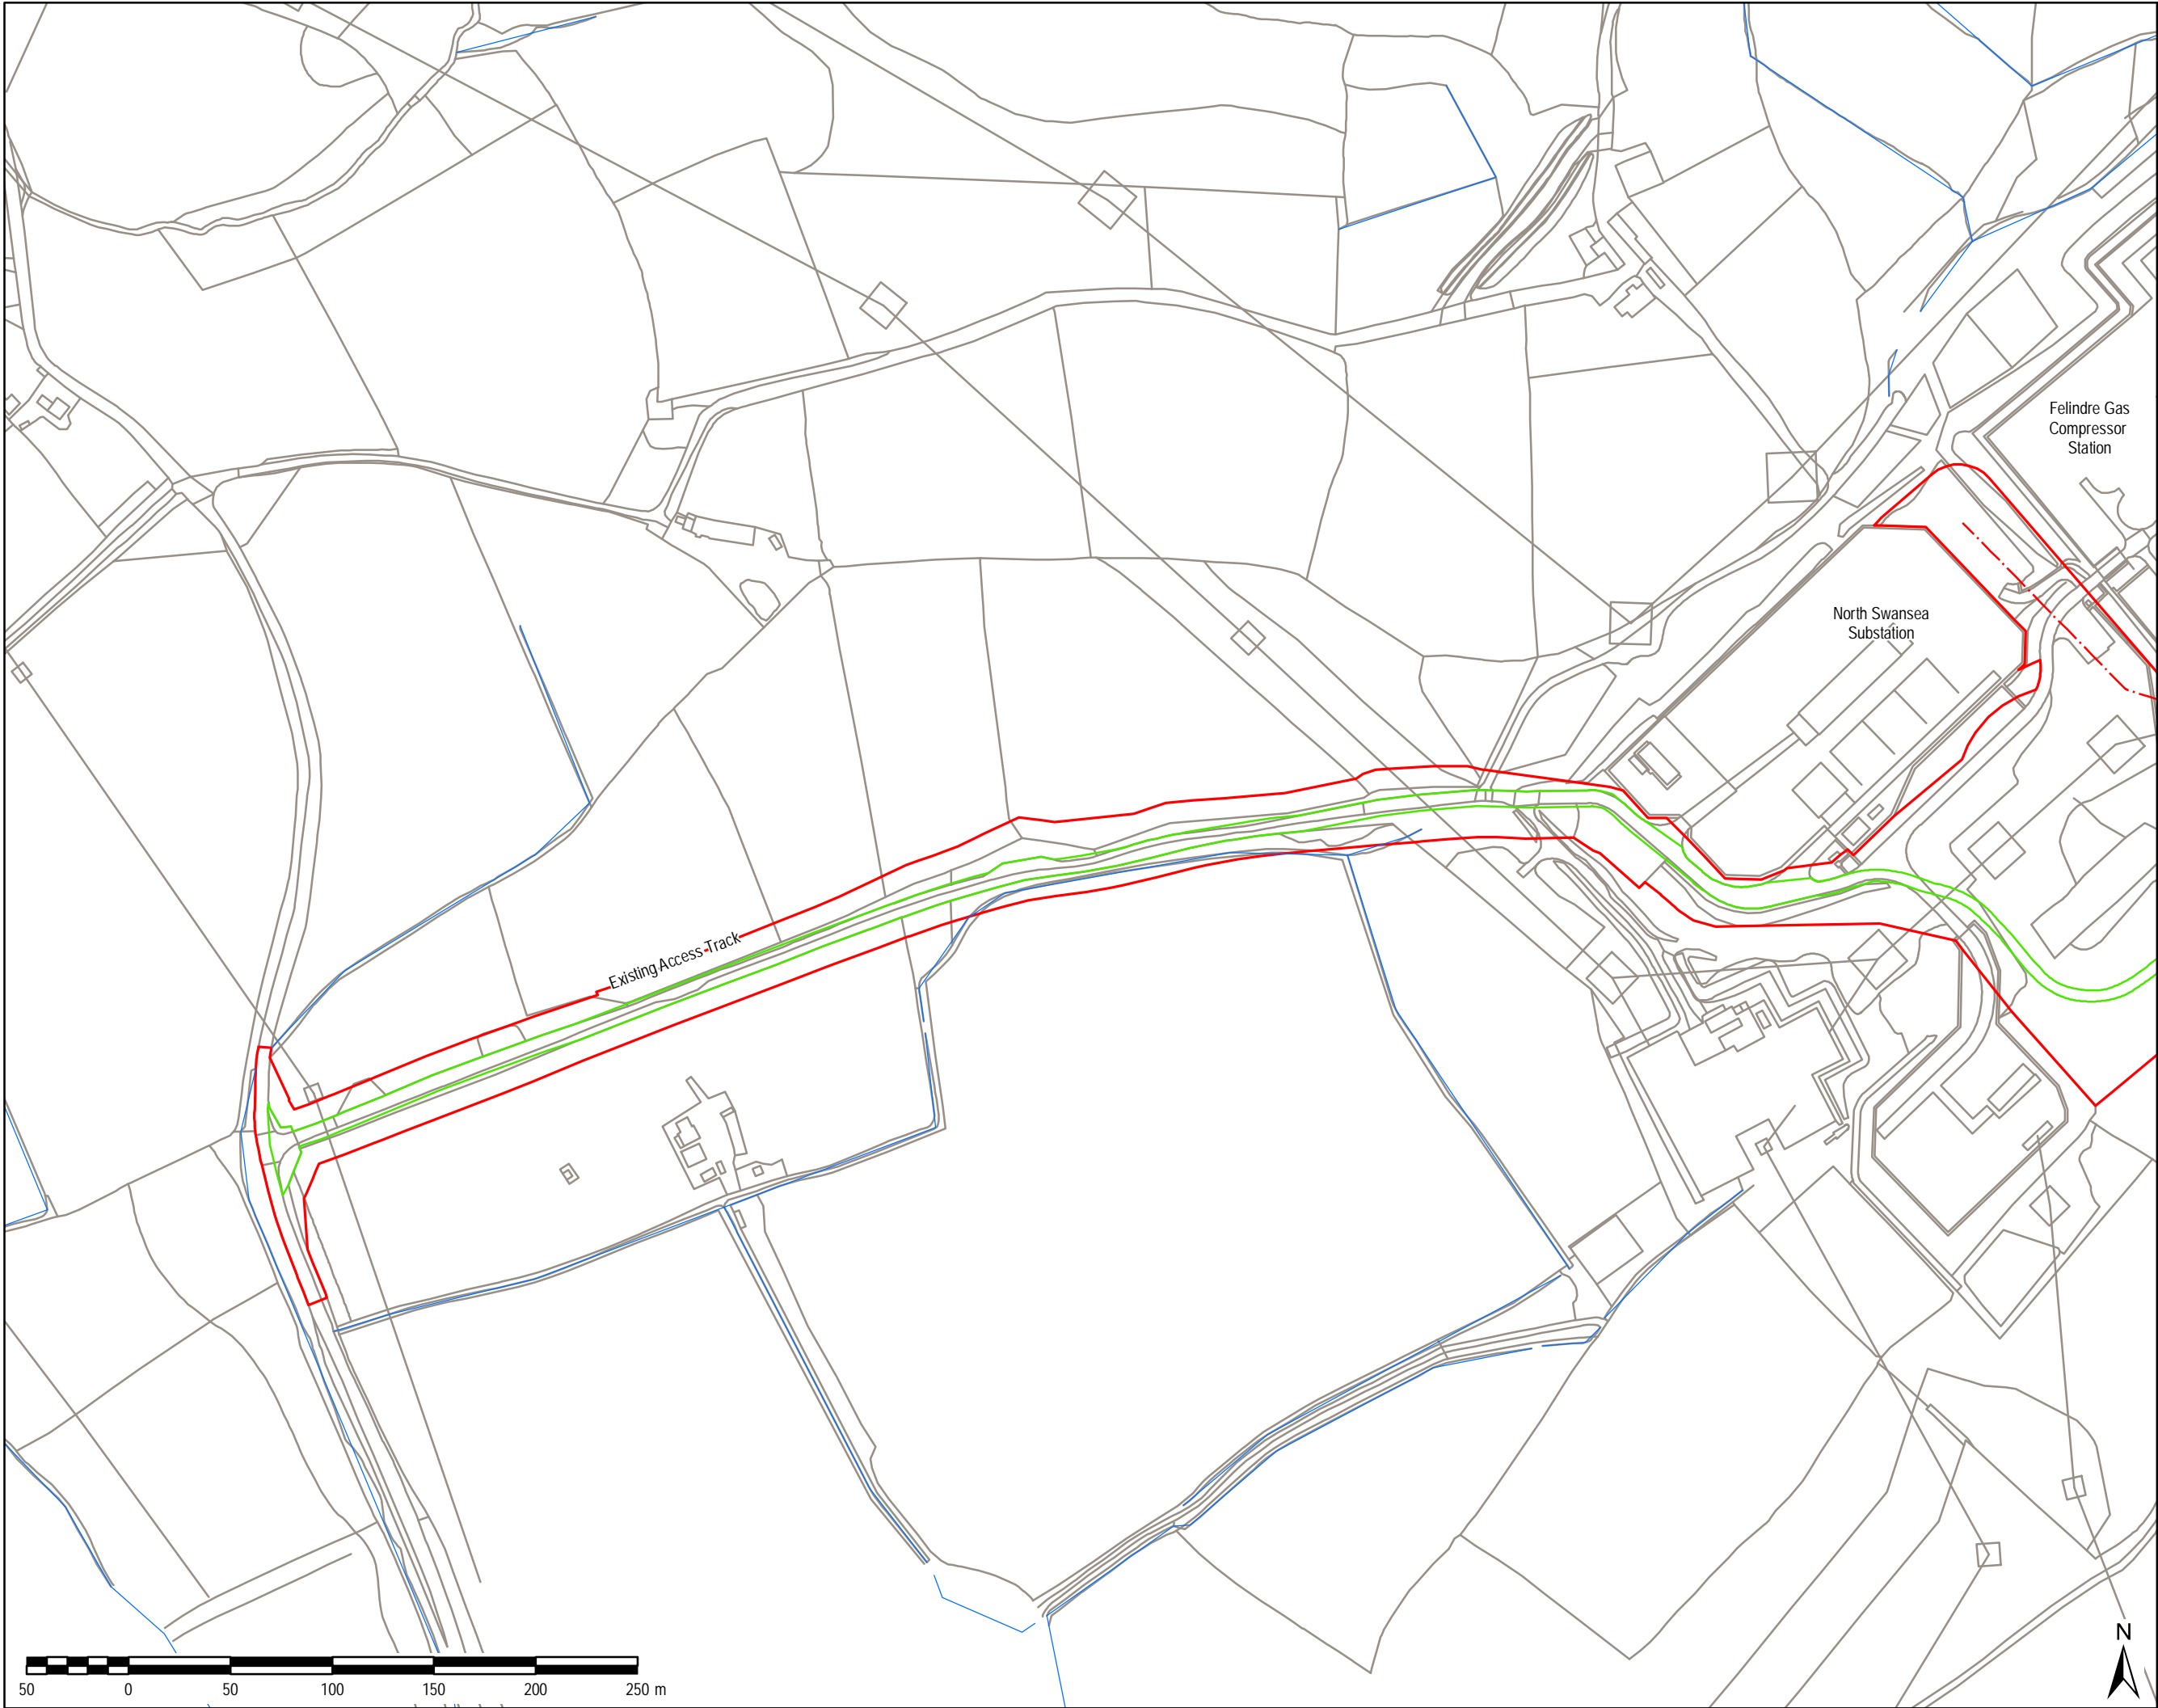 Felindre Gas
Compressor
Station
North Swansea
Substation
Existing Access Track
N
50 0 50 100 150 200 250 m